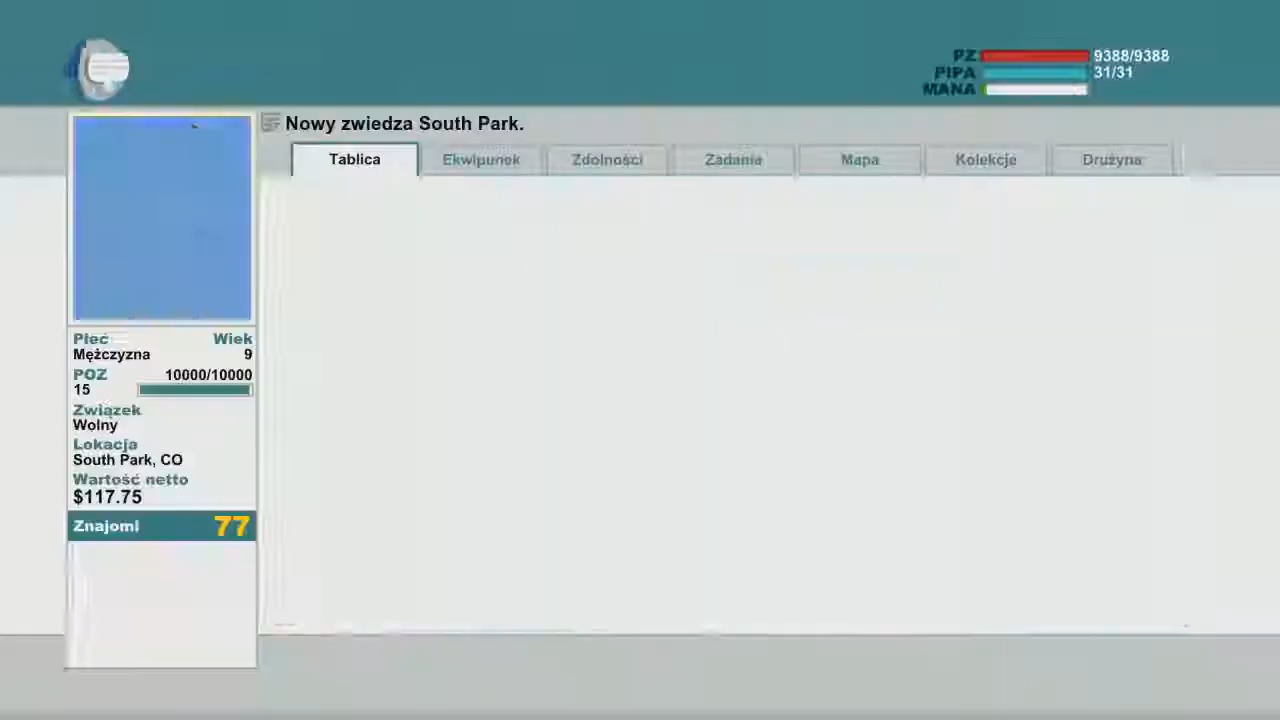 PZ 9388/9388
PIPA 31/31
MANA
Nowy zwiedza South Park.
Tablica Ekwipunek Zdolności Zadania Mapa Kolekcje Drużyna
Płeć Wiek
Mężczyzna 9
POZ 10000/10000
15
Związek
Wolny
Lokacja
South Park, CO
Wartość netto
$117.75
Znajomi 77